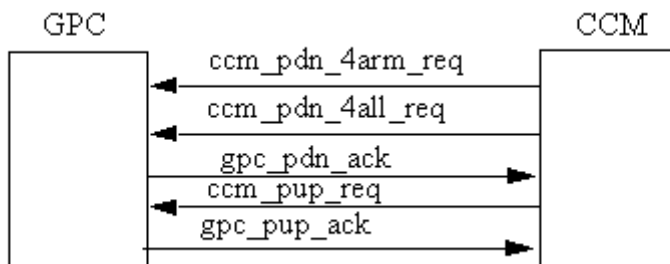 GPC CCM
ccm_pdn_4arm_req
ccm_pdn_4all_req
gpc_pdn_ack
ccm_pup_req
gpc_pup_ack